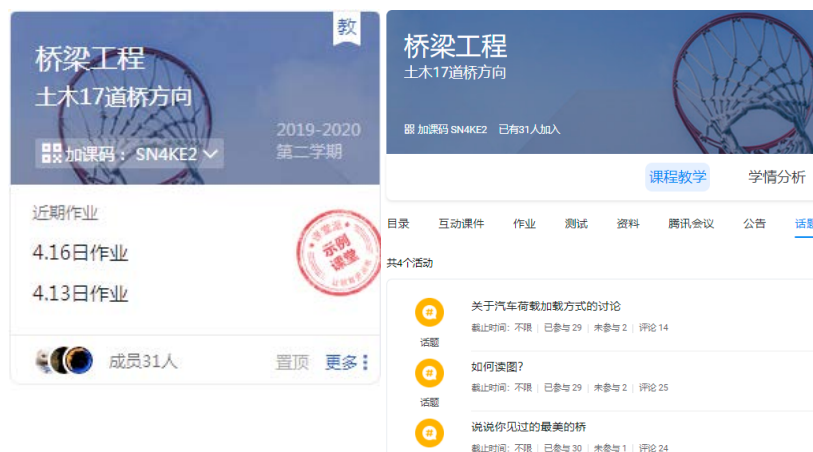 教
桥梁工程
土木17道桥方向
2019-2020
第二学期
加课码： SN4KE2
近期作业
4.16日作业
4.13日作业
示例
课堂
成员31人
置顶 更多
桥梁工程
土木17道桥方向
加课码 SN4KE2 已有31人加入
课程教学 学情分析
目录 互动课件 作业 测试 资料 腾讯会议 公告
共4个活动
关于汽车荷载加载方式的讨论
截止时间: 不限 | 已参与 29 | 未参与 2 | 评论 14
话题
如何读图?
截止时间: 不限 | 已参与 29 | 未参与 2 | 评论 25
话题
说说你见过的最美的桥
截止时间: 不限 | 已参与 30 | 未参与 1 | 评论 24